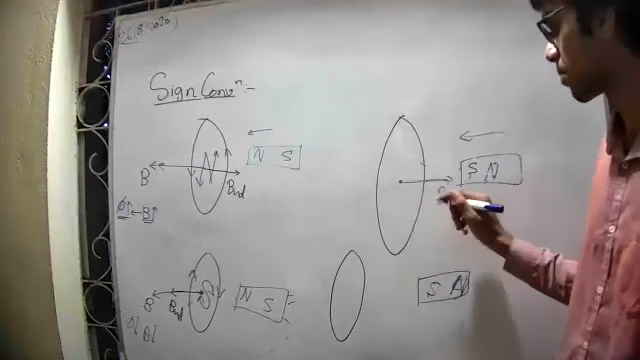 Sign Convⁿ:-
N S
N
B
Bind
ϕ↑ ← B↑
S N
N S
S
B
Bind
ϕ↓ B↓
S N